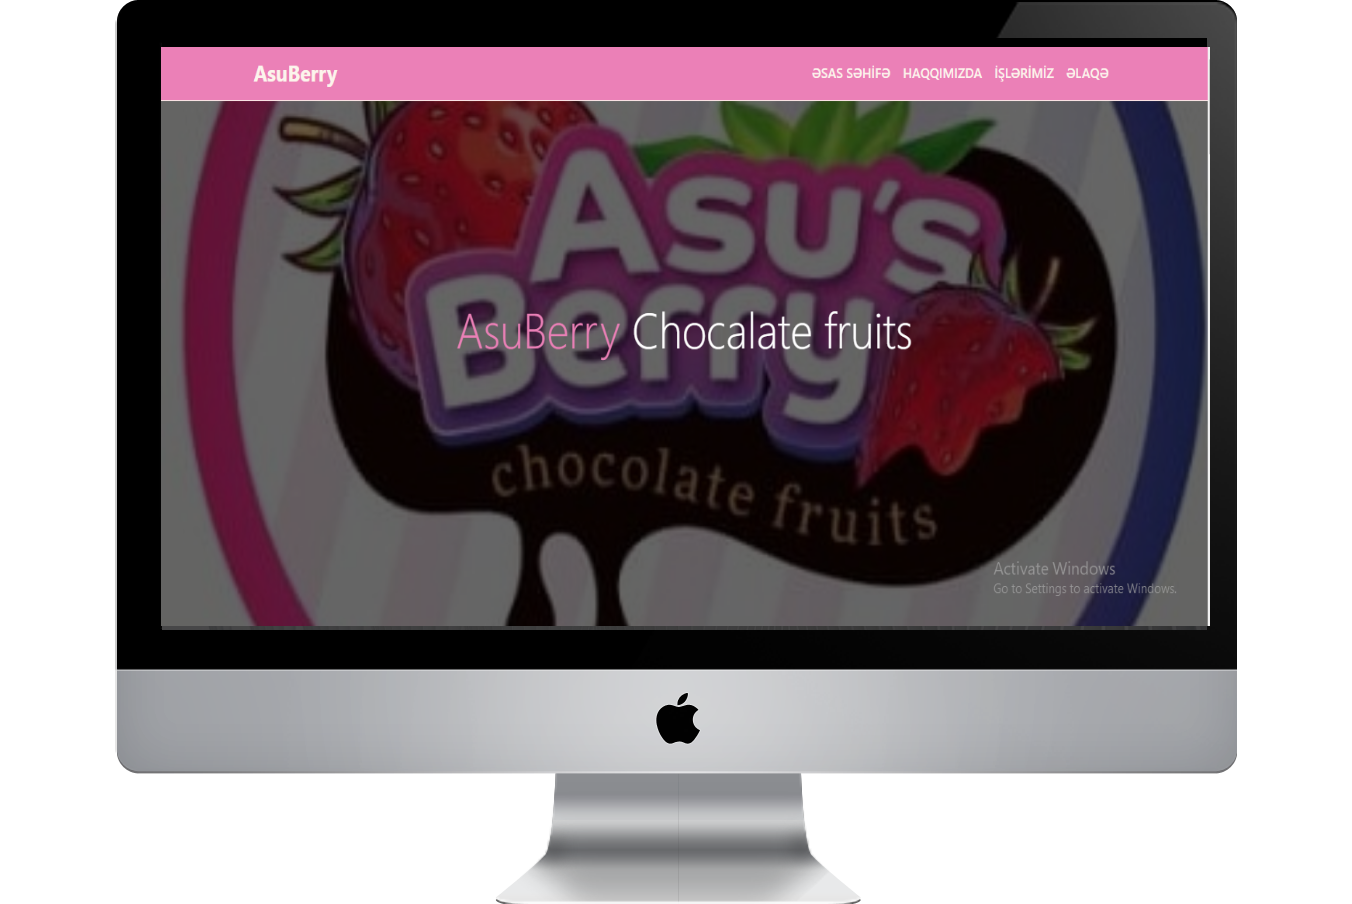 AsuBerry
ƏSAS SƏHİFƏ HAQQIMIZDA İŞLƏRİMİZ ƏLAQƏ
Asu's
Berry
AsuBerry Chocalate fruits
chocolate fruits
Activate Windows
Go to Settings to activate Windows.